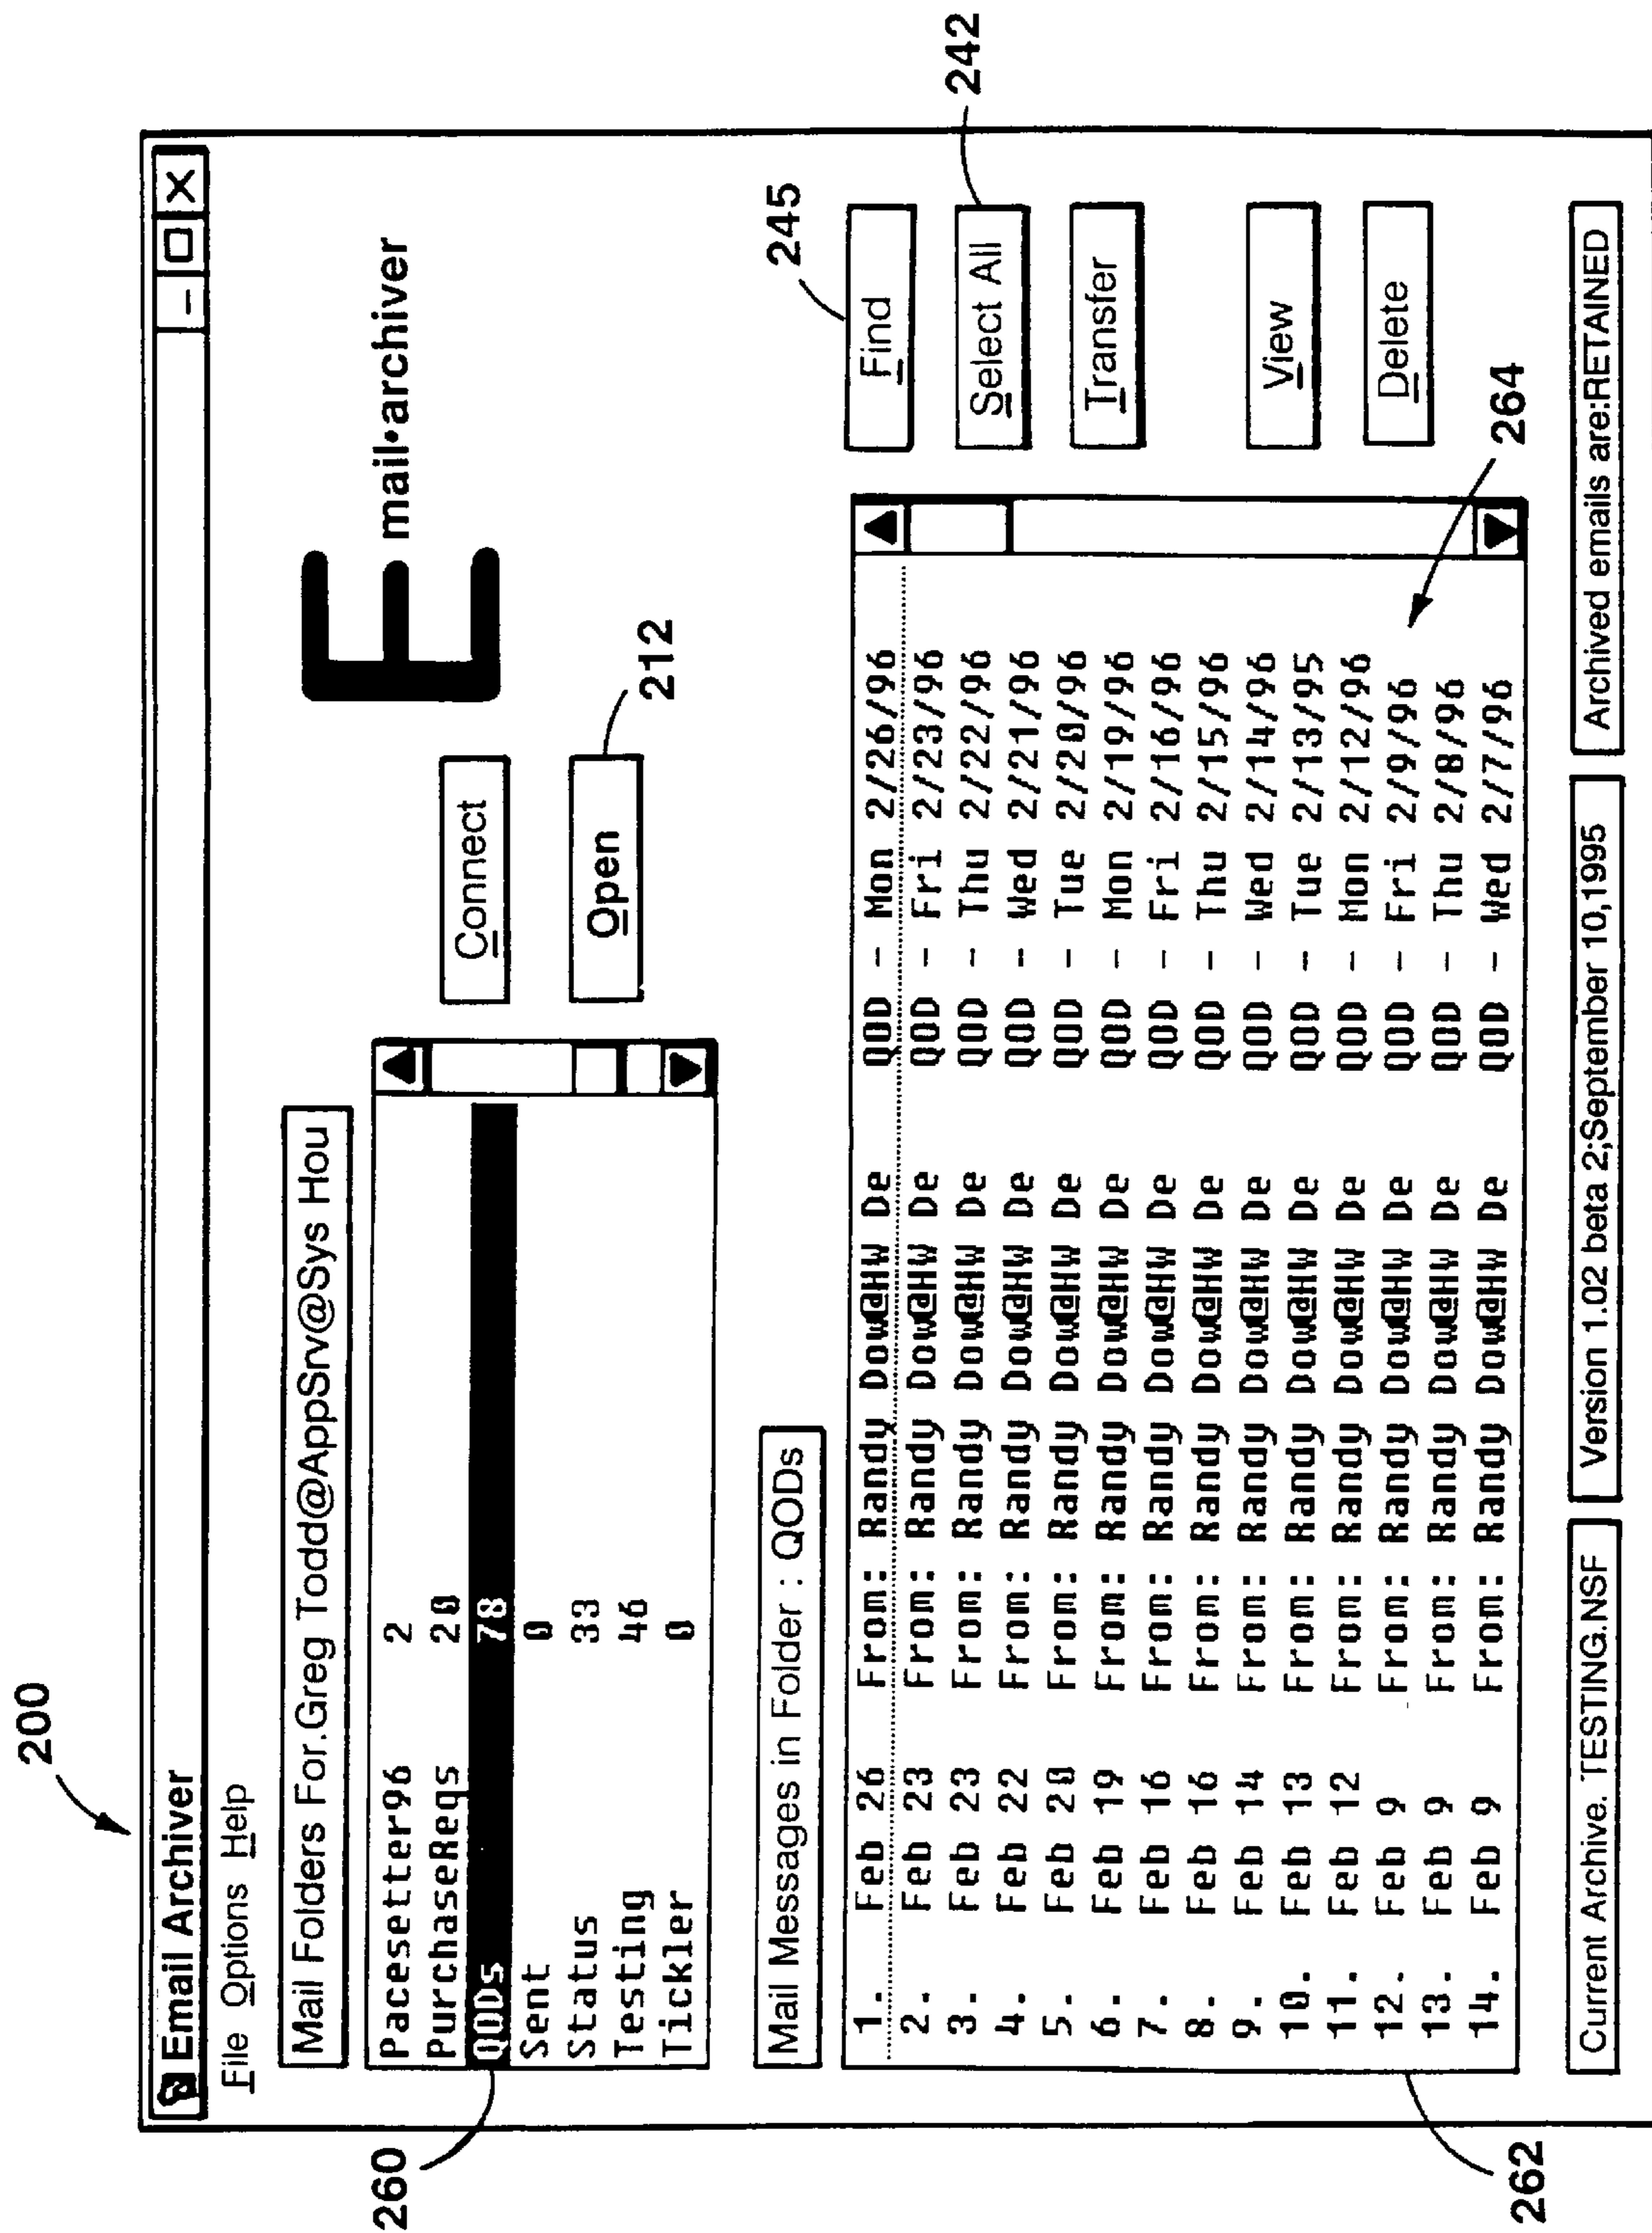 200
Email Archiver
File Options Help
Mail Folders For.Greg Todd@AppSrv@Sys Hou
E mail•archiver
Pacesetter96 2
PurchaseReqs 20
QODs 78
Sent 0
Status 33
Testing 46
Tickler 0
260
Connect
Open
212
Mail Messages in Folder : QODs
245
1. Feb 26 From: Randy Dow@HW De QOD - Mon 2/26/96
2. Feb 23 From: Randy Dow@HW De QOD - Fri 2/23/96
3. Feb 23 From: Randy Dow@HW De QOD - Thu 2/22/96
4. Feb 22 From: Randy Dow@HW De QOD - Wed 2/21/96
5. Feb 20 From: Randy Dow@HW De QOD - Tue 2/20/96
6. Feb 19 From: Randy Dow@HW De QOD - Mon 2/19/96
7. Feb 16 From: Randy Dow@HW De QOD - Fri 2/16/96
8. Feb 16 From: Randy Dow@HW De QOD - Thu 2/15/96
9. Feb 14 From: Randy Dow@HW De QOD - Wed 2/14/96
10. Feb 13 From: Randy Dow@HW De QOD - Tue 2/13/95
11. Feb 12 From: Randy Dow@HW De QOD - Mon 2/12/96
12. Feb 9 From: Randy Dow@HW De QOD - Fri 2/9/96
13. Feb 9 From: Randy Dow@HW De QOD - Thu 2/8/96
14. Feb 9 From: Randy Dow@HW De QOD - Wed 2/7/96
Find
Select All
242
Transfer
View
Delete
264
262
Current Archive. TESTING.NSF
Version 1.02 beta 2;September 10,1995
Archived emails are:RETAINED